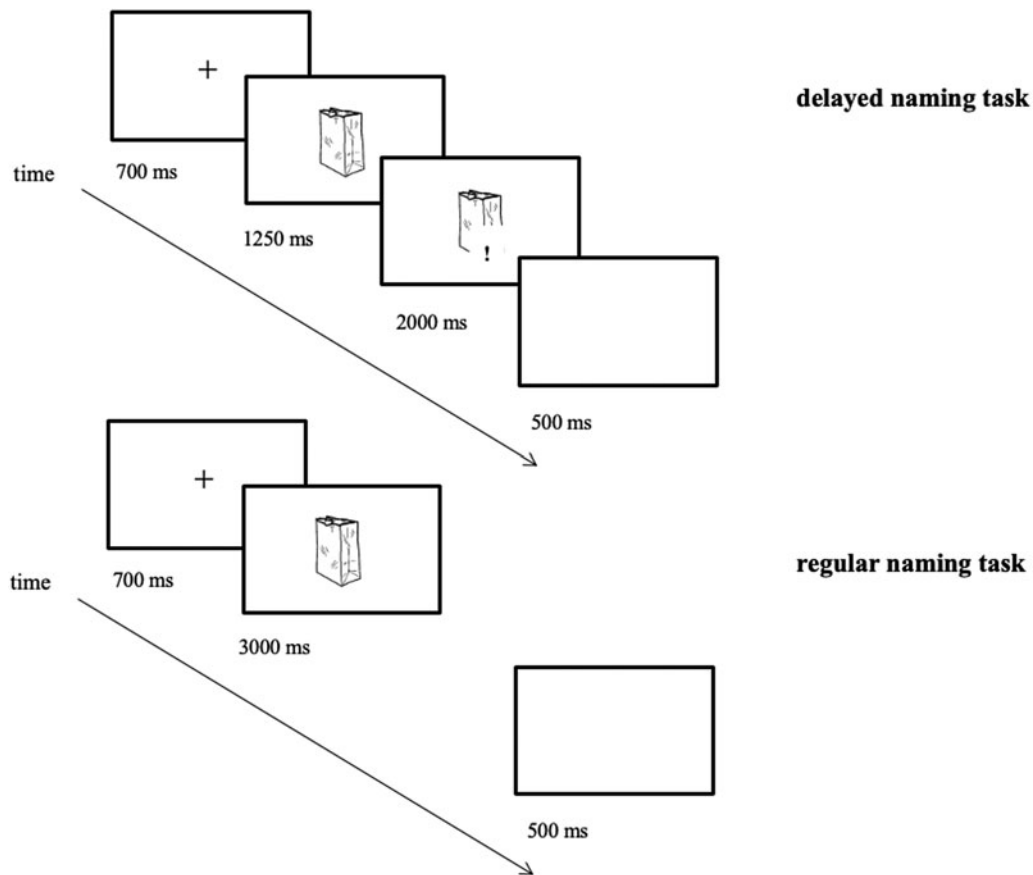 +
delayed naming task
time
700 ms
1250 ms
!
2000 ms
500 ms
+
regular naming task
time
700 ms
3000 ms
500 ms